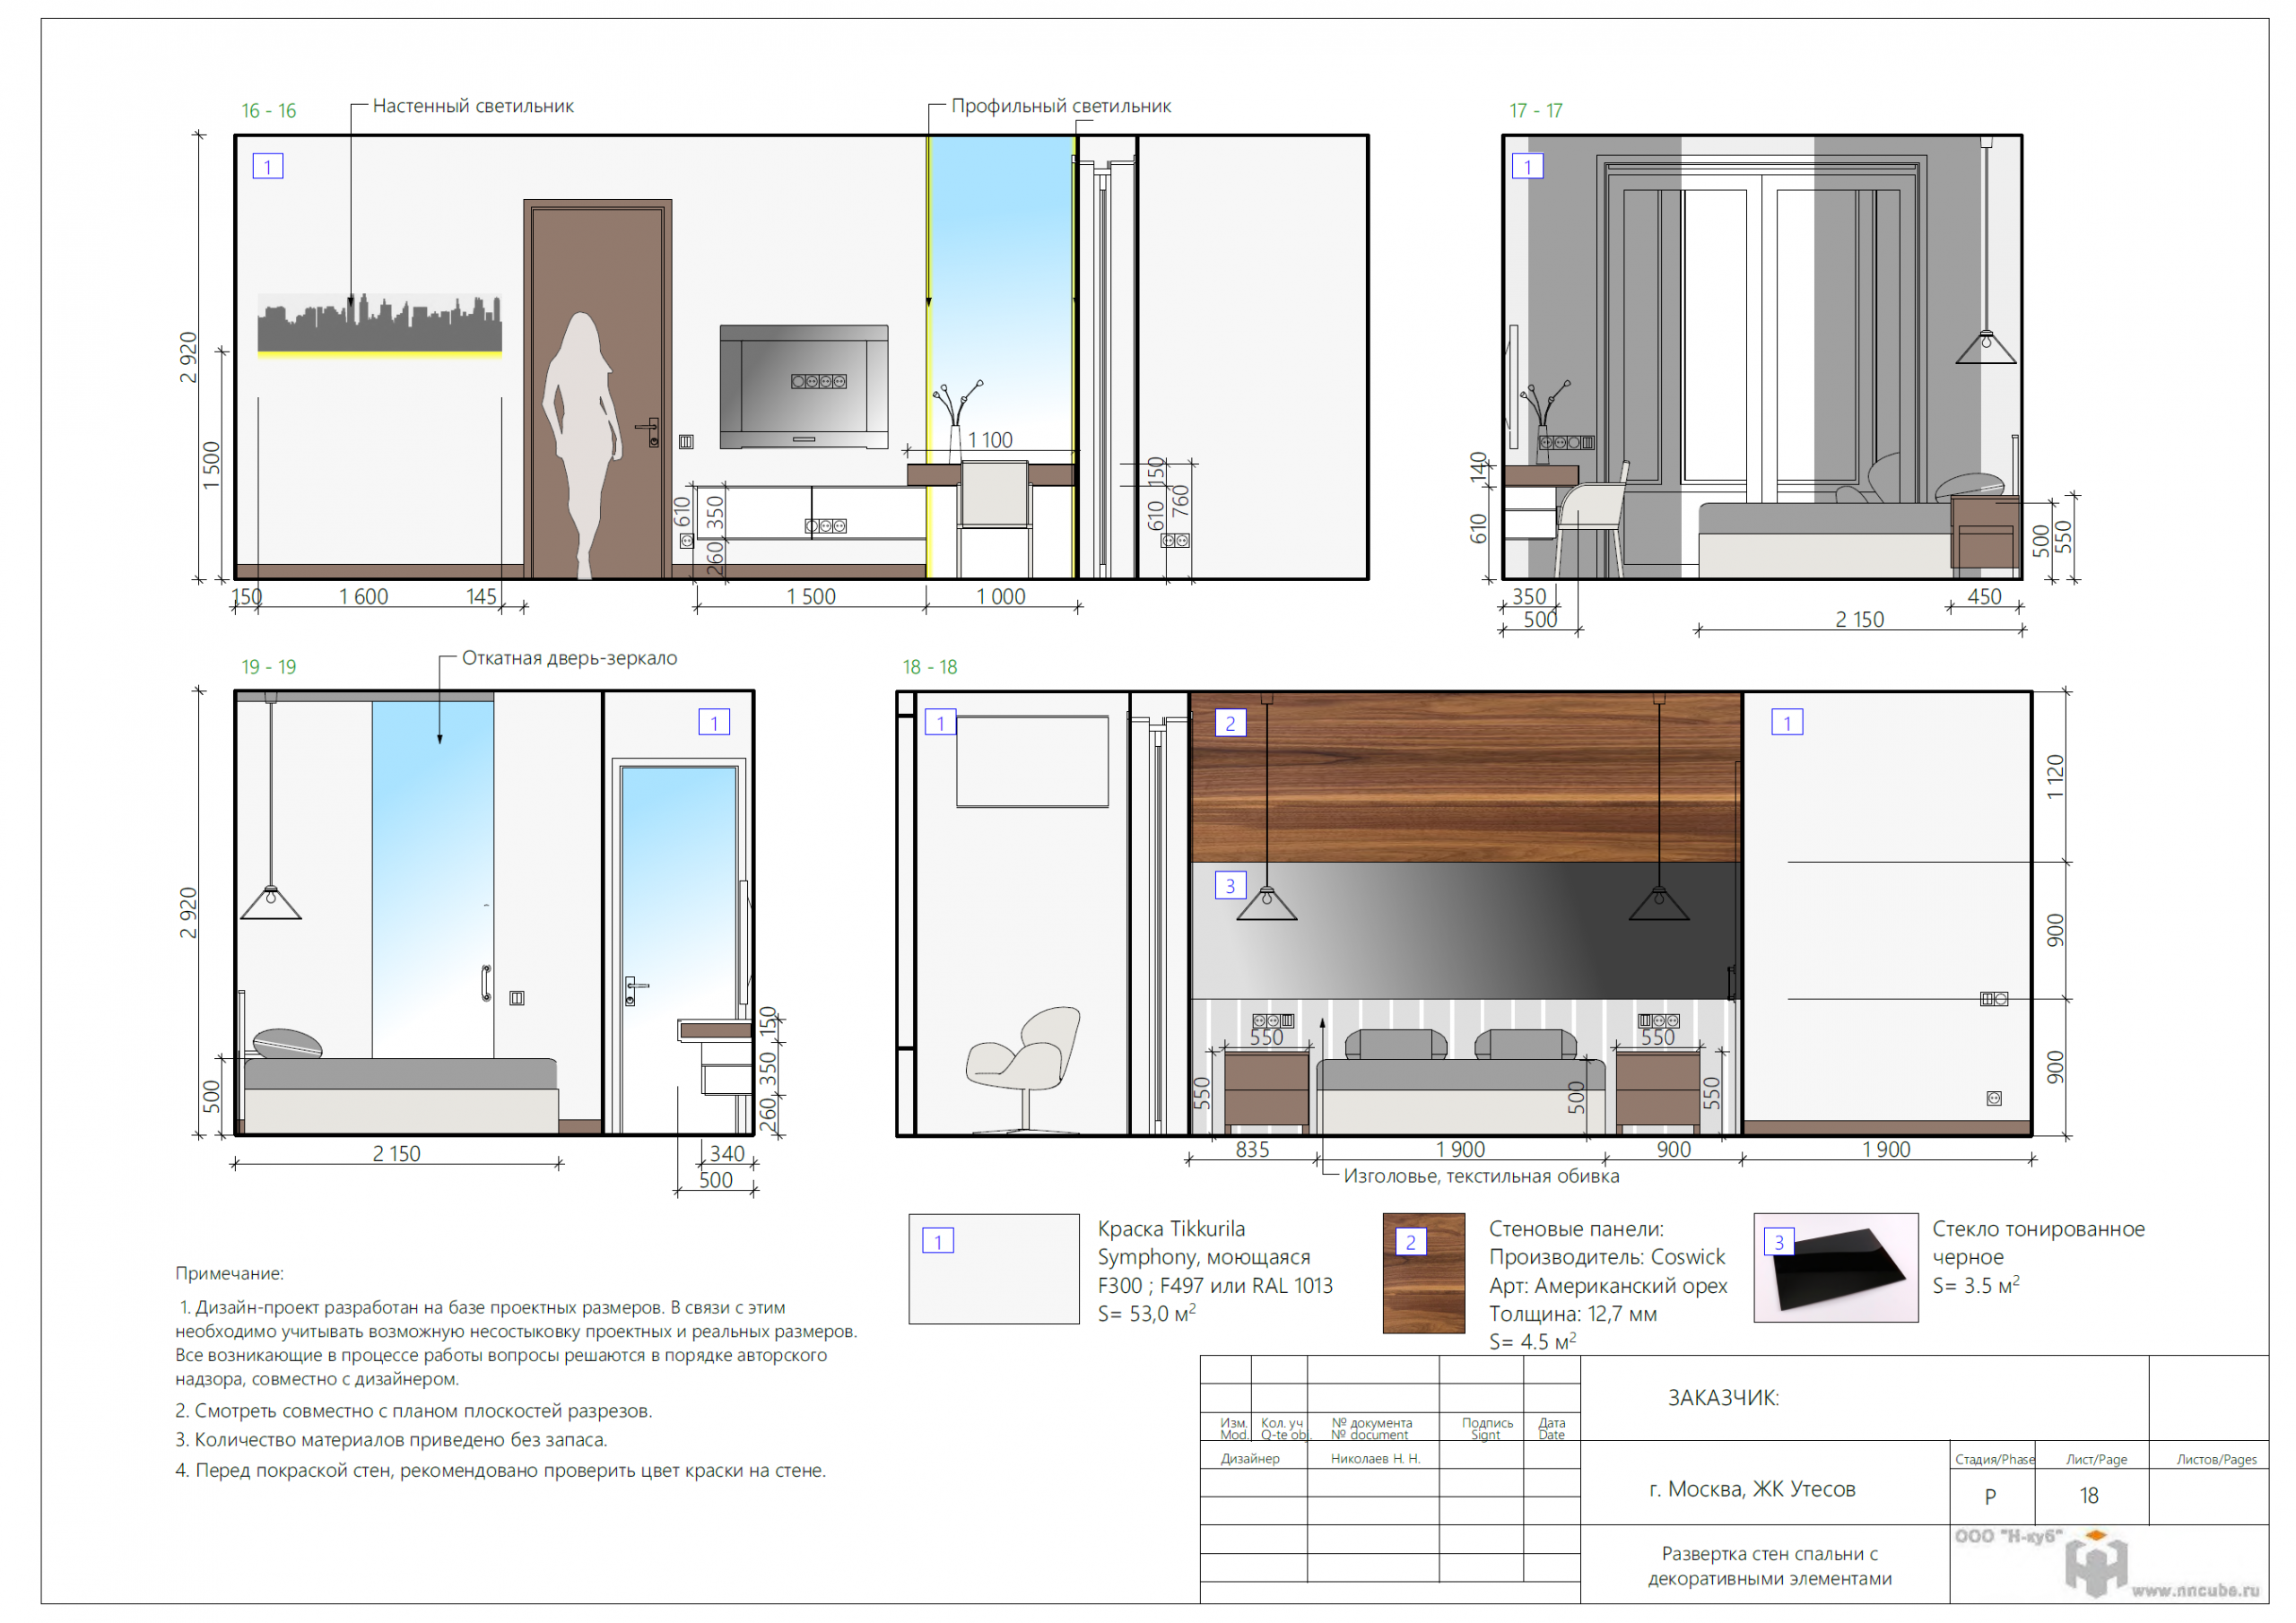 16 - 16
Настенный светильник
Профильный светильник
1
2 920
1 500
150
1 600
145
610
350
260
1 500
1 000
1 100
150
610
760
17 - 17
1
140
610
350
500
2 150
450
500
550
19 - 19
Откатная дверь-зеркало
1
2 920
500
2 150
340
500
150
350
260
18 - 18
1
2
3
1
550
550
550
500
550
835
1 900
900
1 900
1 120
900
900
Изголовье, текстильная обивка
1
Краска Tikkurila
Symphony, моющаяся
F300 ; F497 или RAL 1013
S= 53,0 м²
2
Стеновые панели:
Производитель: Coswick
Арт: Американский орех
Толщина: 12,7 мм
S= 4.5 м²
3
Стекло тонированное
черное
S= 3.5 м²
Примечание:
1. Дизайн-проект разработан на базе проектных размеров. В связи с этим
необходимо учитывать возможную несостыковку проектных и реальных размеров.
Все возникающие в процессе работы вопросы решаются в порядке авторского
надзора, совместно с дизайнером.
2. Смотреть совместно с планом плоскостей разрезов.
3. Количество материалов приведено без запаса.
4. Перед покраской стен, рекомендовано проверить цвет краски на стене.
Изм. Кол. уч № документа Подпись Дата
Mod. Q-te obj. № document Signt Date
Дизайнер Николаев Н. Н.
ЗАКАЗЧИК:
г. Москва, ЖК Утесов
Стадия/Phase Лист/Page Листов/Pages
Р 18
Развертка стен спальни с
декоративными элементами
ООО "Н-куб"
www.nncube.ru